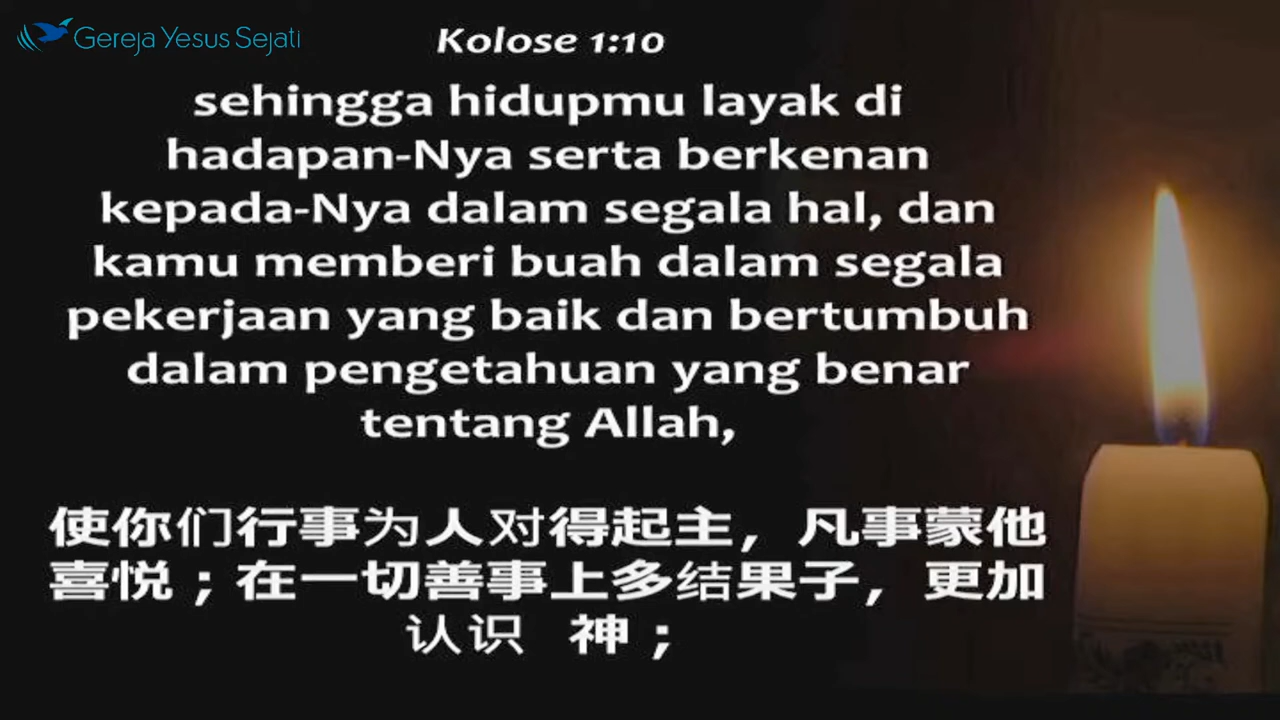 Gereja Yesus Sejati
Kolose 1:10
sehingga hidupmu layak di
hadapan-Nya serta berkenan
kepada-Nya dalam segala hal, dan
kamu memberi buah dalam segala
pekerjaan yang baik dan bertumbuh
dalam pengetahuan yang benar
tentang Allah,
使你们行事为人对得起主，凡事蒙他
喜悦；在一切善事上多结果子，更加
认识 神；